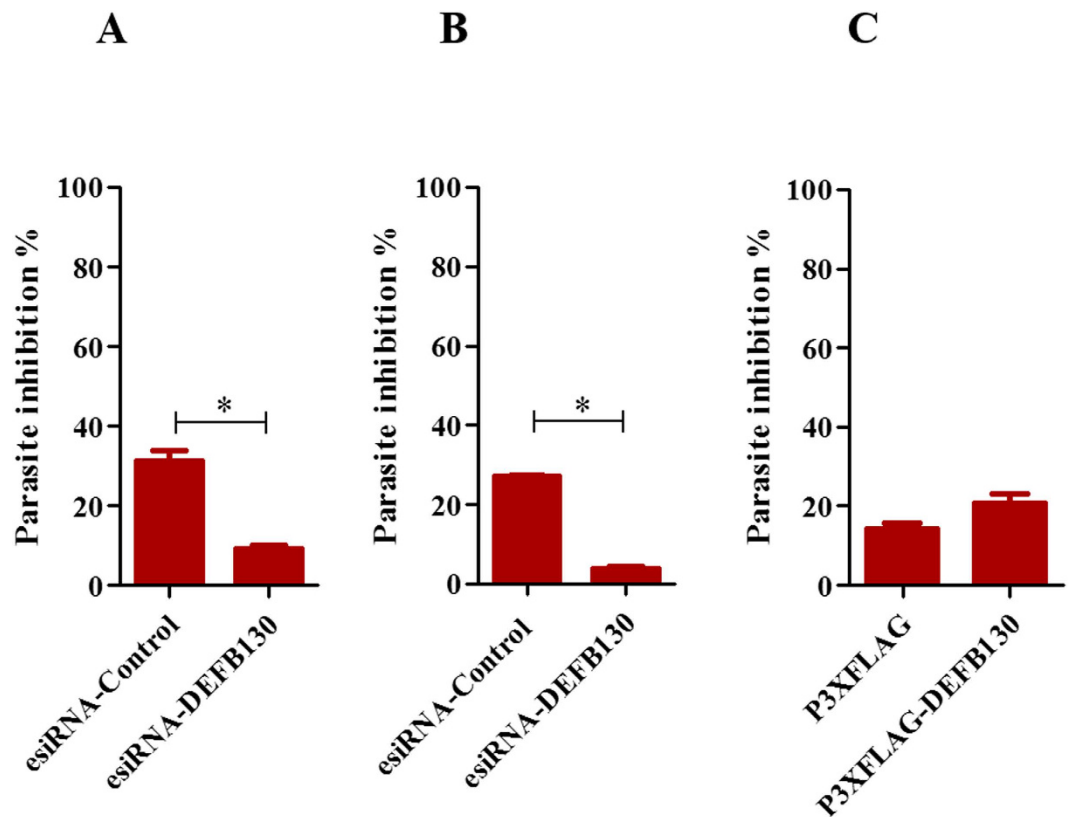 A
B
C
Parasite inhibition %
100
80
60
40
20
0
*
esiRNA-Control
esiRNA-DEFB130
Parasite inhibition %
100
80
60
40
20
0
*
esiRNA-Control
esiRNA-DEFB130
Parasite inhibition %
100
80
60
40
20
0
P3XFLAG
P3XFLAG-DEFB130